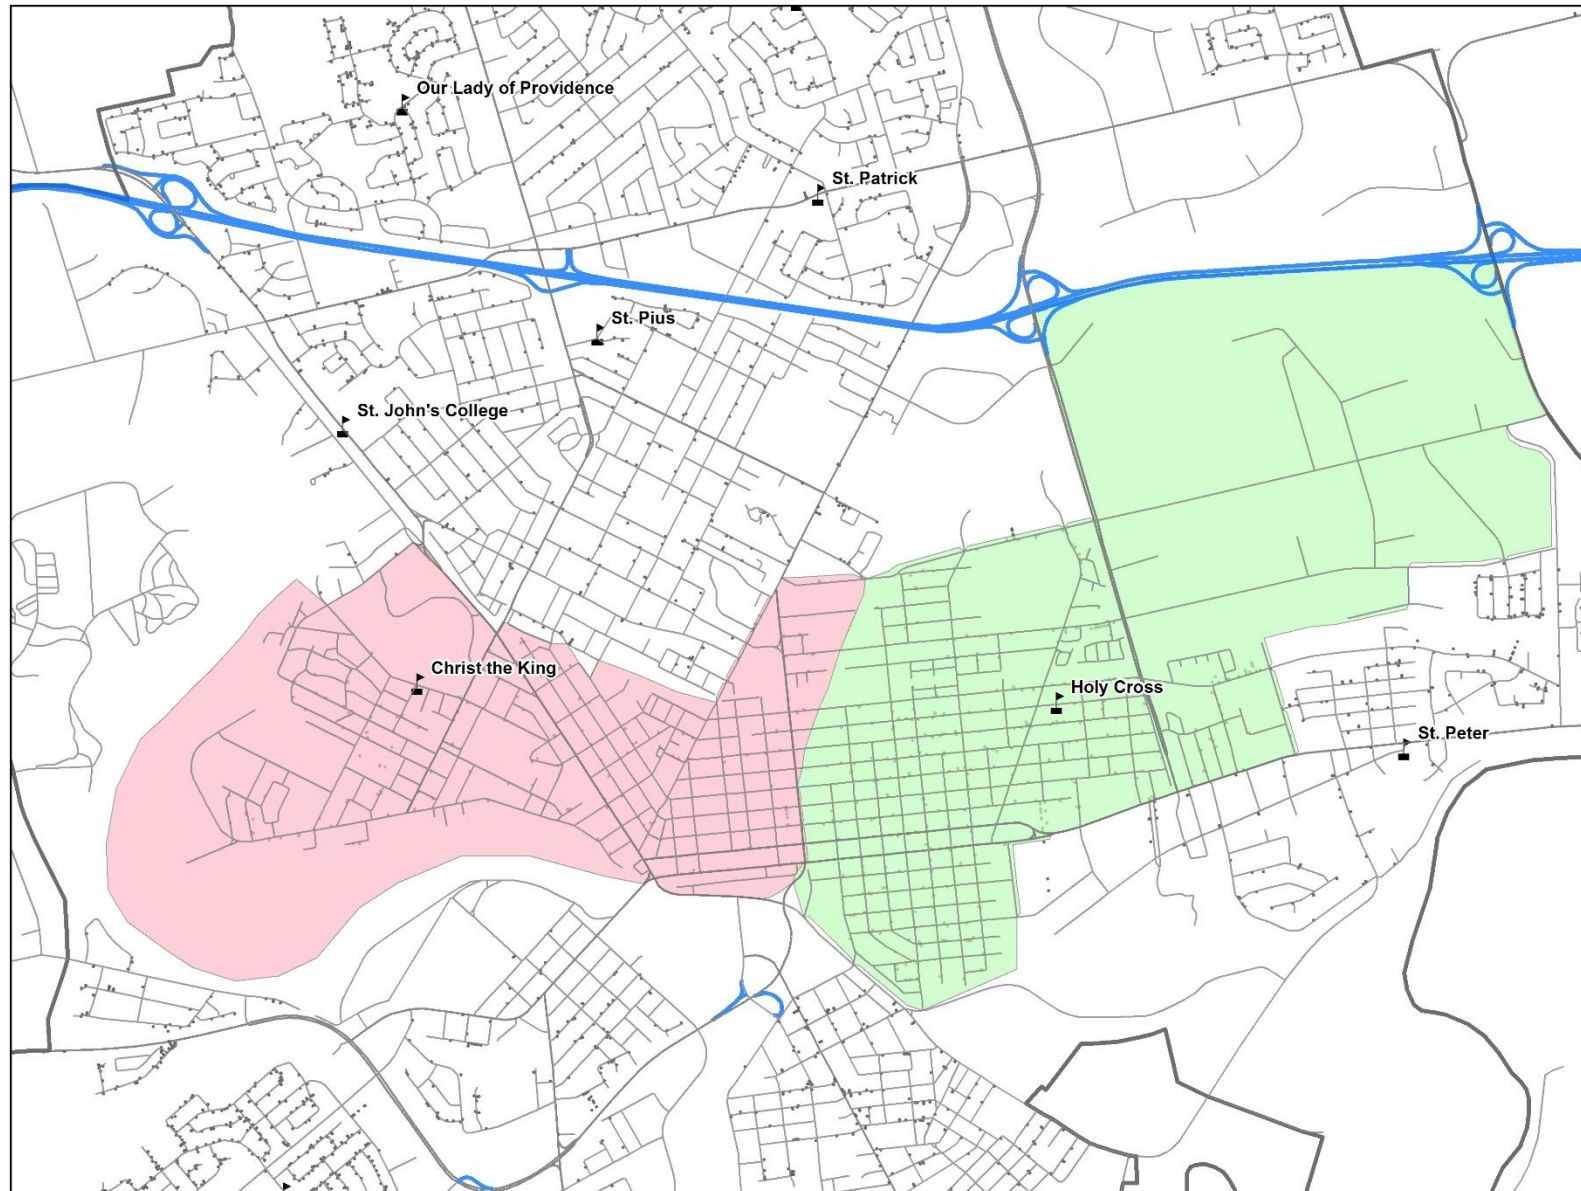 Our Lady of Providence
St. Patrick
St. Pius
St. John's College
Christ the King
Holy Cross
St. Peter